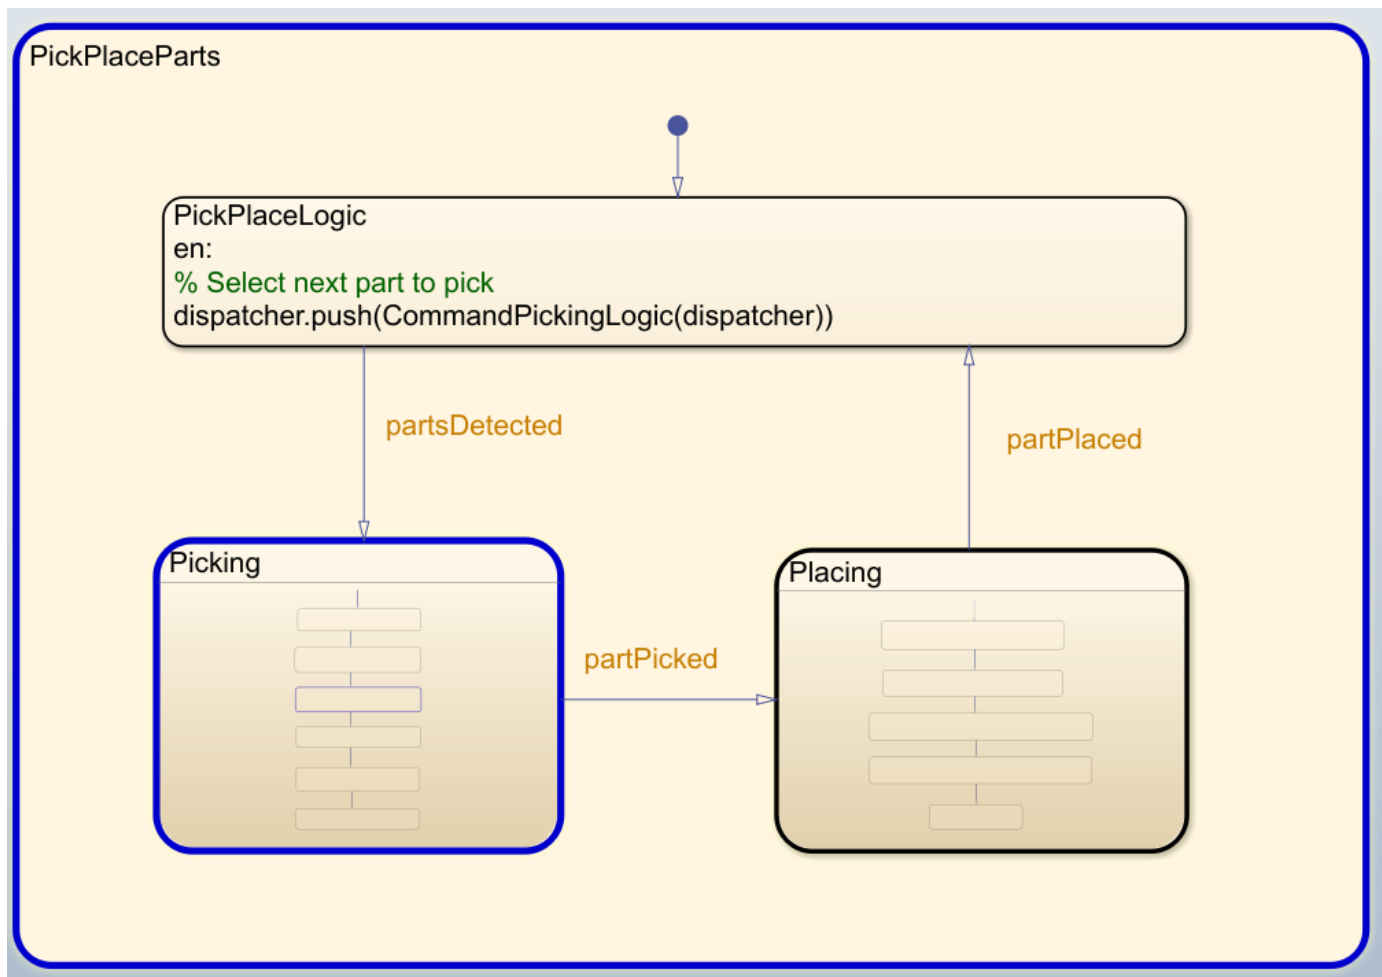 PickPlaceParts
PickPlaceLogic
en:
% Select next part to pick
dispatcher.push(CommandPickingLogic(dispatcher))
partsDetected
partPlaced
Picking
Placing
partPicked